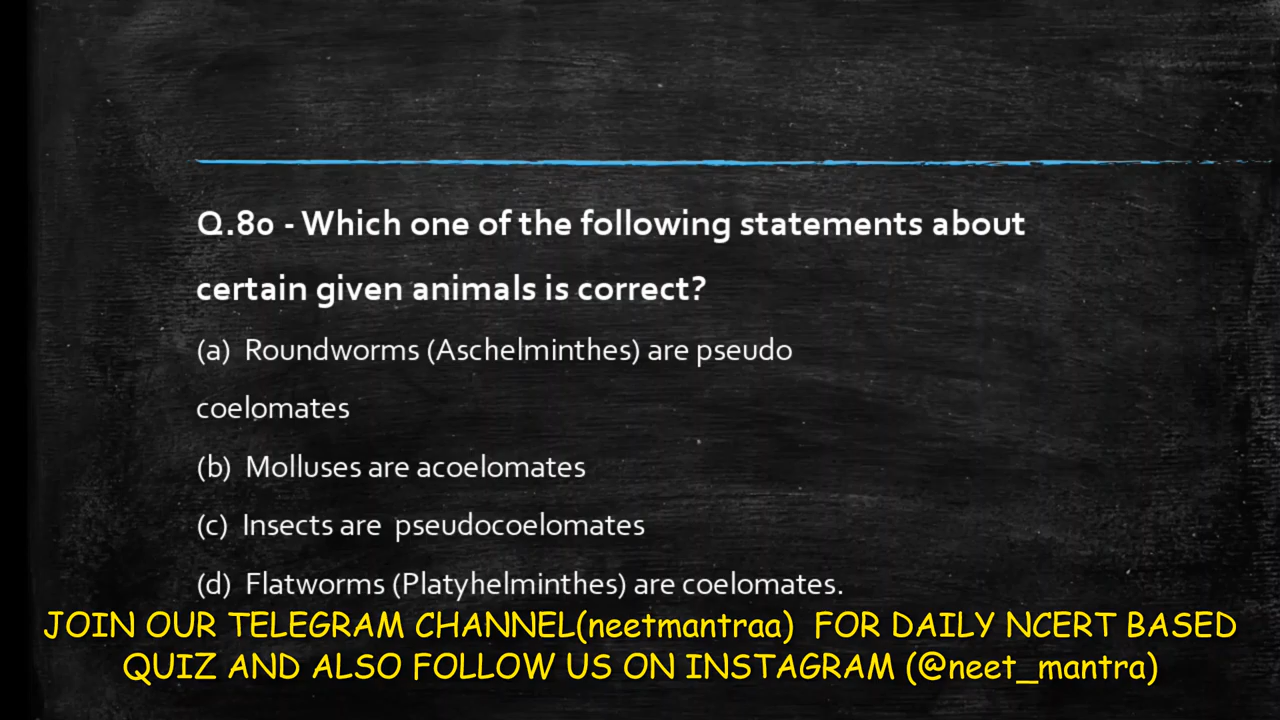 Q.80 - Which one of the following statements about
certain given animals is correct?
(a) Roundworms (Aschelminthes) are pseudo
coelomates
(b) Molluses are acoelomates
(c) Insects are pseudocoelomates
(d) Flatworms (Platyhelminthes) are coelomates.
JOIN OUR TELEGRAM CHANNEL(neetmantraa) FOR DAILY NCERT BASED
QUIZ AND ALSO FOLLOW US ON INSTAGRAM (@neet_mantra)